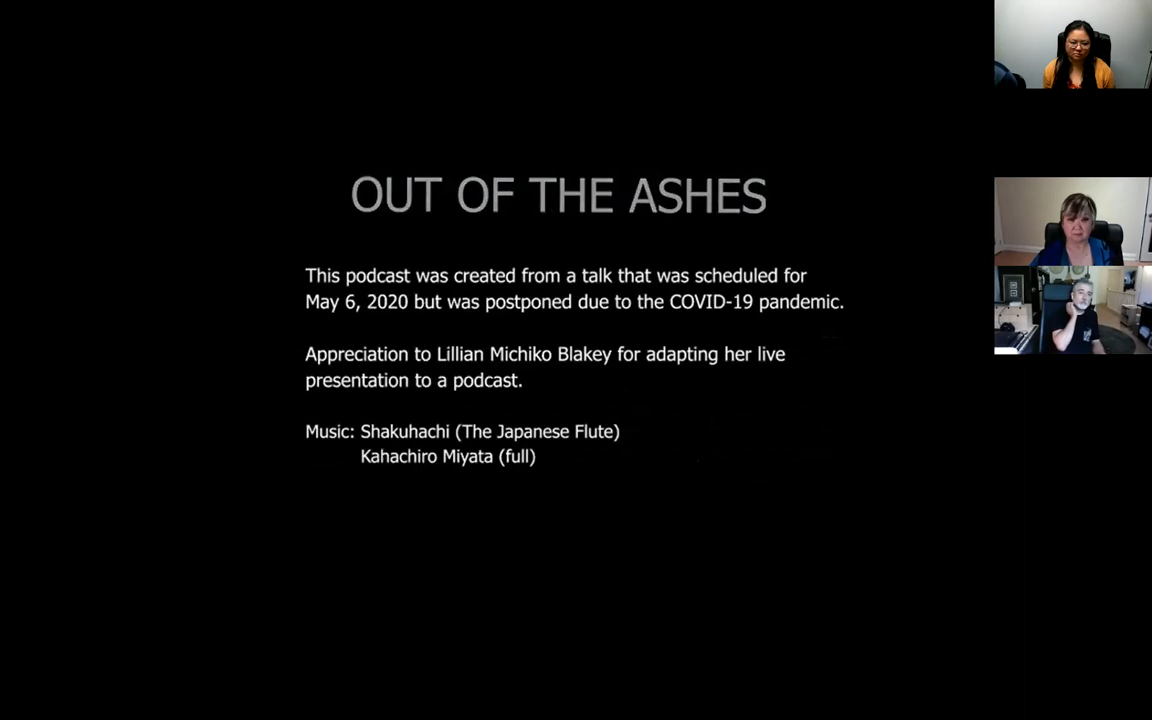 OUT OF THE ASHES
This podcast was created from a talk that was scheduled for
May 6, 2020 but was postponed due to the COVID-19 pandemic.
Appreciation to Lillian Michiko Blakey for adapting her live
presentation to a podcast.
Music: Shakuhachi (The Japanese Flute)
Kahachiro Miyata (full)